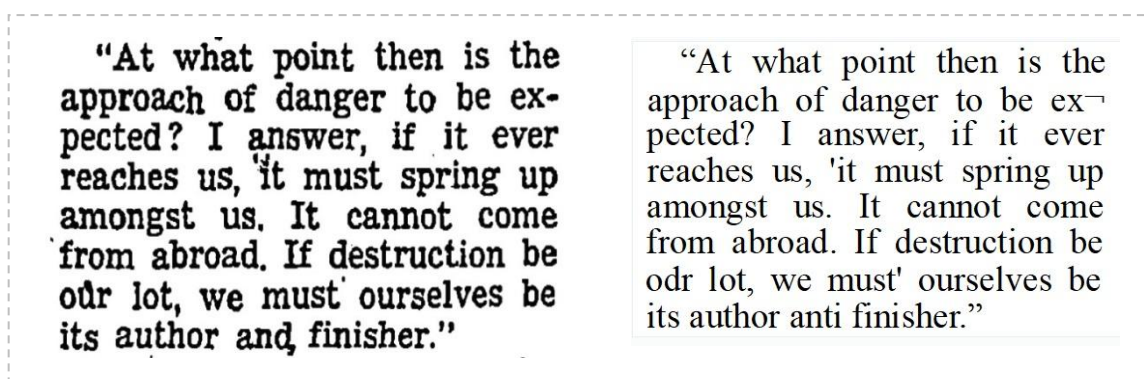 “At what point then is the
approach of danger to be ex-
pected? I answer, if it ever
reaches us, 'it must spring up
amongst us. It cannot come
from abroad. If destruction be
our lot, we must ourselves be
its author and finisher.”
“At what point then is the
approach of danger to be ex¬
pected? I answer, if it ever
reaches us, 'it must spring up
amongst us. It cannot come
from abroad. If destruction be
odr lot, we must' ourselves be
its author anti finisher.”